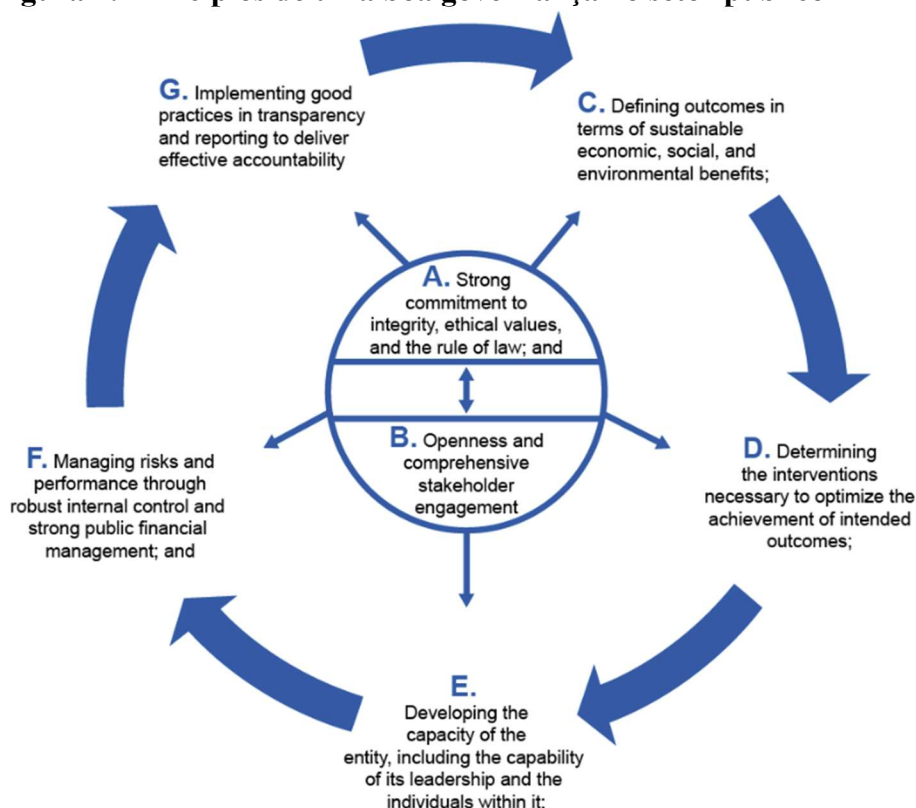 G. Implementing good
practices in transparency
and reporting to deliver
effective accountability
C. Defining outcomes in
terms of sustainable
economic, social, and
environmental benefits;
A. Strong
commitment to
integrity, ethical values,
and the rule of law; and
B. Openness and
comprehensive
stakeholder
engagement
D. Determining
the interventions
necessary to optimize the
achievement of intended
outcomes;
F. Managing risks and
performance through
robust internal control and
strong public financial
management; and
E.
Developing the
capacity of the
entity, including the capability
of its leadership and the
individuals within it;